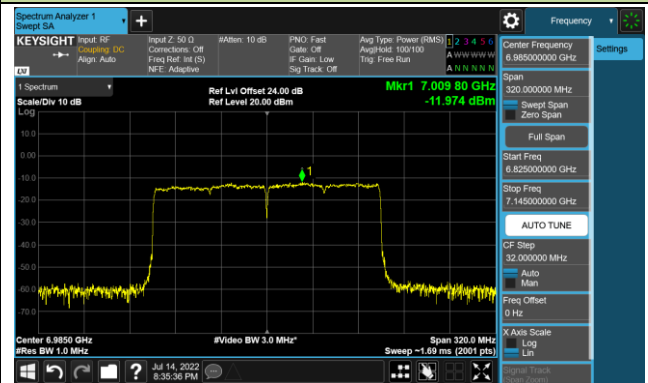 Spectrum Analyzer 1
Swept SA
+
Frequency
KEYSIGHT
Input: RF
Coupling: DC
Align: Auto
Input Z: 50 Ω
Corrections: Off
Freq Ref: Int (S)
NFE: Adaptive
#Atten: 10 dB
PNO: Fast
Gate: Off
IF Gain: Low
Sig Track: Off
Avg Type: Power (RMS)
Avg|Hold: 100/100
Trig: Free Run
1 2 3 4 5 6
A W W W W W
A N N N N N
LXI
1 Spectrum
Scale/Div 10 dB
Log
Ref Lvl Offset 24.00 dB
Ref Level 20.00 dBm
Mkr1 7.009 80 GHz
-11.974 dBm
10.0
0.00
-10.0
-20.0
-30.0
-40.0
-50.0
-60.0
-70.0
1
Center 6.9850 GHz
#Res BW 1.0 MHz
#Video BW 3.0 MHz*
Span 320.0 MHz
Sweep ~1.69 ms (2001 pts)
Center Frequency
6.985000000 GHz
Settings
Span
320.000000 MHz
Swept Span
Zero Span
Full Span
Start Freq
6.825000000 GHz
Stop Freq
7.145000000 GHz
AUTO TUNE
CF Step
32.000000 MHz
Auto
Man
Freq Offset
0 Hz
X Axis Scale
Log
Lin
Signal Track
(Span Zoom)
?
Jul 14, 2022
8:35:36 PM